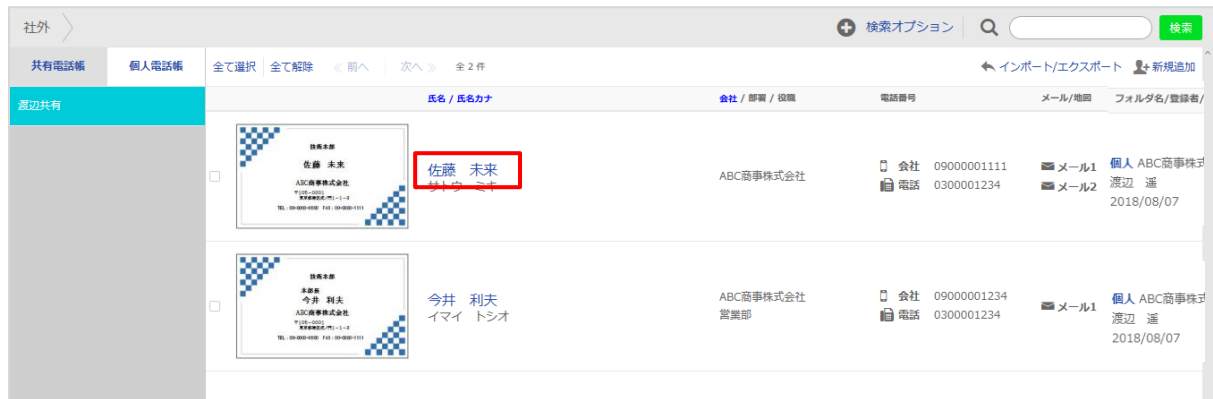 社外
検索オプション 検索
共有電話帳 個人電話帳 全て選択 全て解除 《 前へ 次へ 》 全 2 件 インポート/エクスポート 新規追加
渡辺共有
氏名 / 氏名カナ 会社 / 部署 / 役職 電話番号 メール/地図 フォルダ名/登録者/
技術本部
佐藤 未来
ABC商事株式会社
〒105-0001
佐藤 未来
サトウ ミキ
ABC商事株式会社
会社 09000001111
電話 0300001234
メール1
メール2
個人 ABC商事株式
渡辺 遥
2018/08/07
技術本部
本部長
今井 利夫
ABC商事株式会社
〒105-0001
今井 利夫
イマイ トシオ
ABC商事株式会社
営業部
会社 09000001234
電話 0300001234
メール1
個人 ABC商事株式
渡辺 遥
2018/08/07